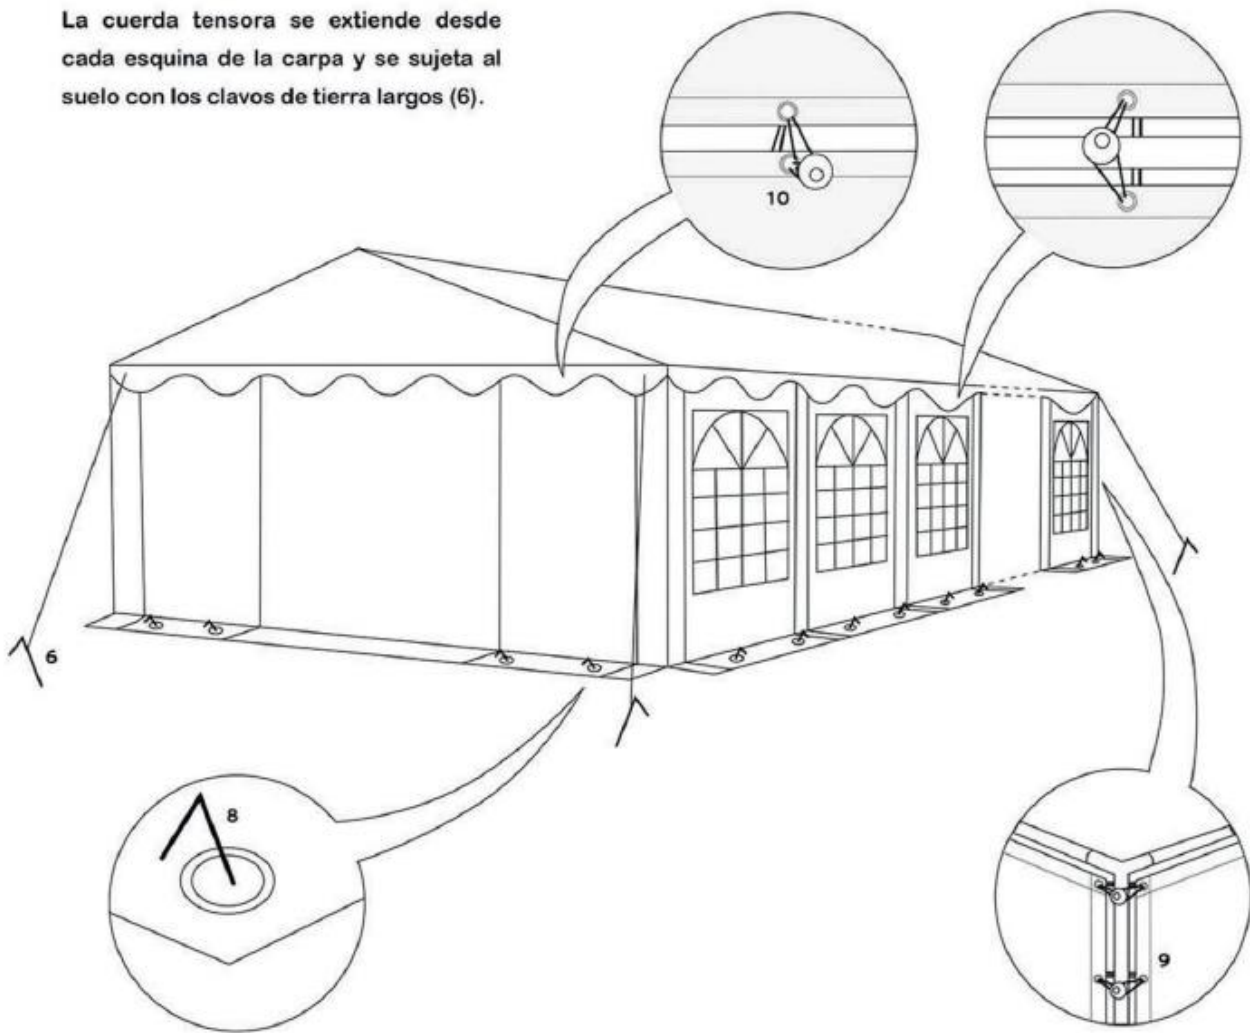 La cuerda tensora se extiende desde
cada esquina de la carpa y se sujeta al
suelo con los clavos de tierra largos (6).
10
6
8
9